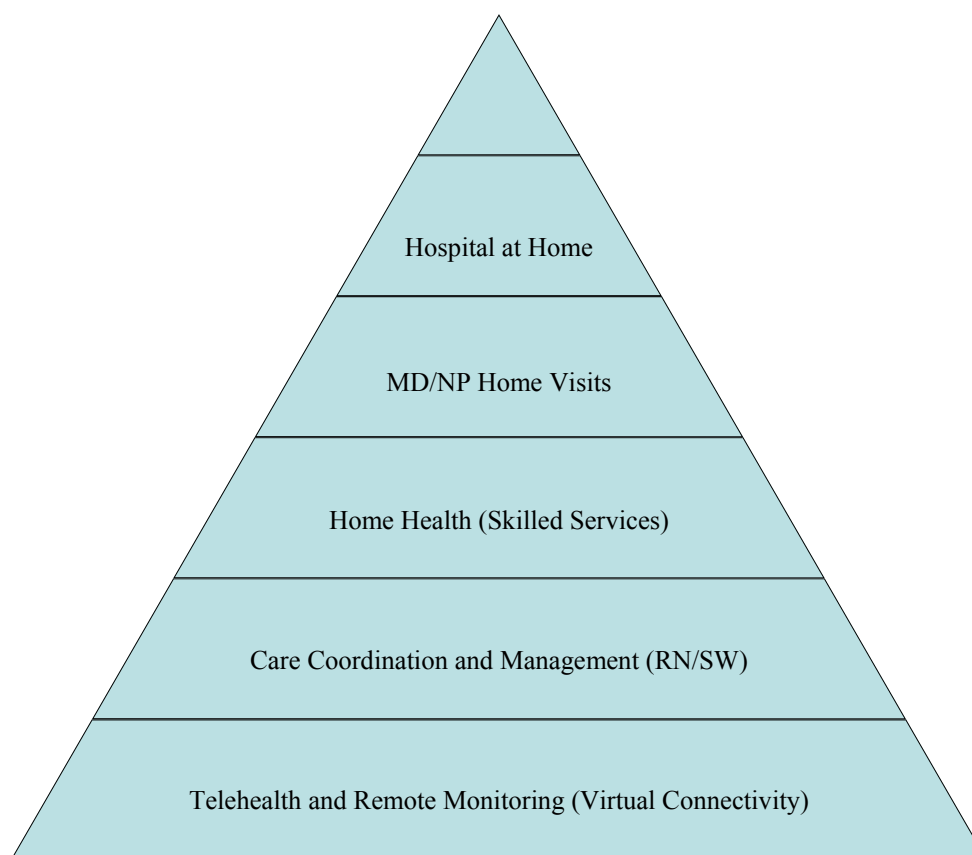 Hospital at Home
MD/NP Home Visits
Home Health (Skilled Services)
Care Coordination and Management (RN/SW)
Telehealth and Remote Monitoring (Virtual Connectivity)